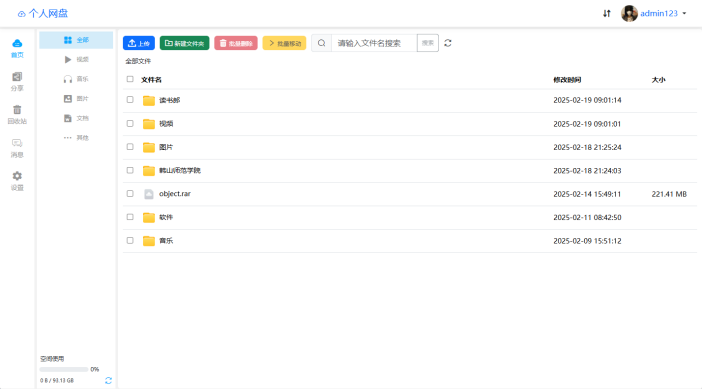 个人网盘
admin123
首页
分享
回收站
消息
设置
全部
视频
音乐
图片
文档
其他
空间使用
0%
0 B / 93.13 GB
上传 新建文件夹 批量删除 批量移动 请输入文件名搜索 搜索
全部文件
文件名 修改时间 大小
读书郎 2025-02-19 09:01:14
视频 2025-02-19 09:01:01
图片 2025-02-18 21:25:24
韩山师范学院 2025-02-18 21:24:03
object.rar 2025-02-14 15:49:11 221.41 MB
软件 2025-02-11 08:42:50
音乐 2025-02-09 15:51:12